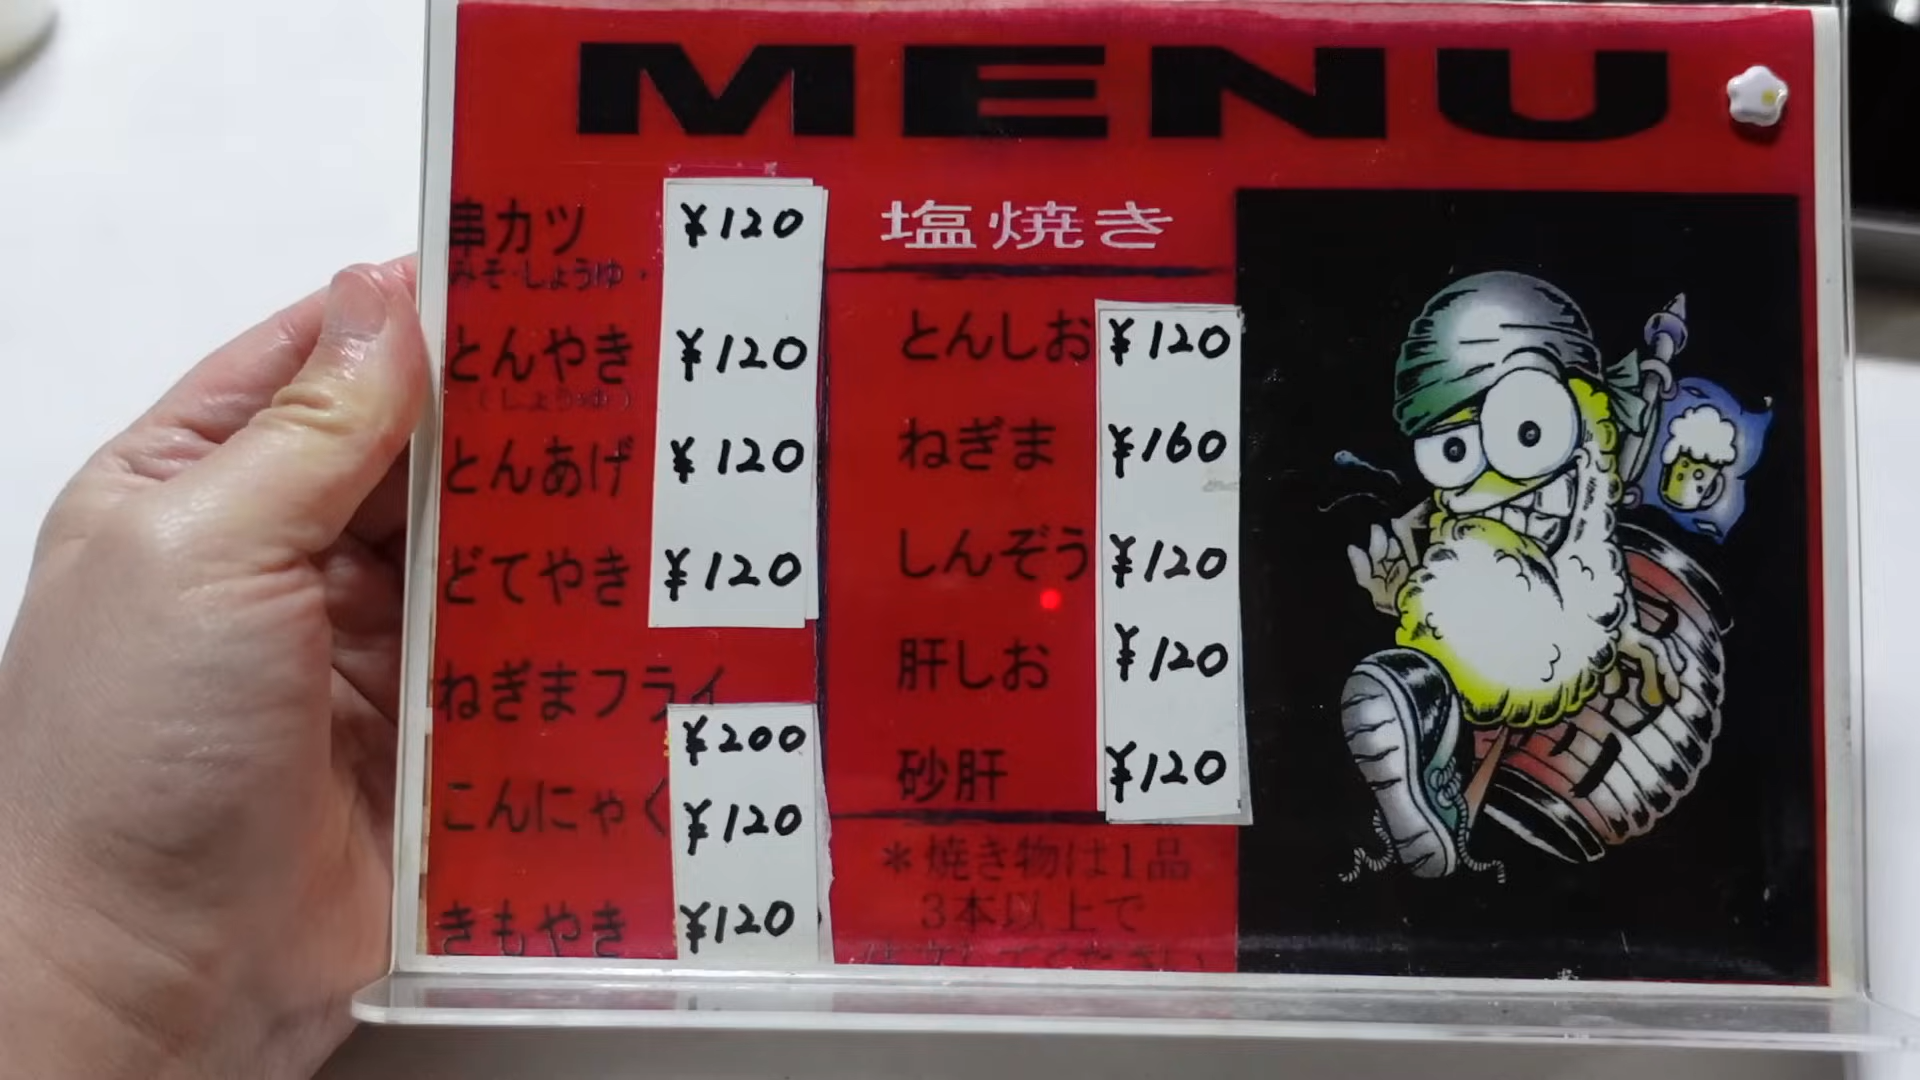 MENU
串カツ ¥120
みそ・しょうゆ・
とんやき ¥120
(しょうゆ)
とんあげ ¥120
どてやき ¥120
ねぎまフライ ¥200
こんにゃく ¥120
きもやき ¥120
塩焼き
とんしお ¥120
ねぎま ¥160
しんぞう ¥120
肝しお ¥120
砂肝 ¥120
*焼き物は1品
3本以上で